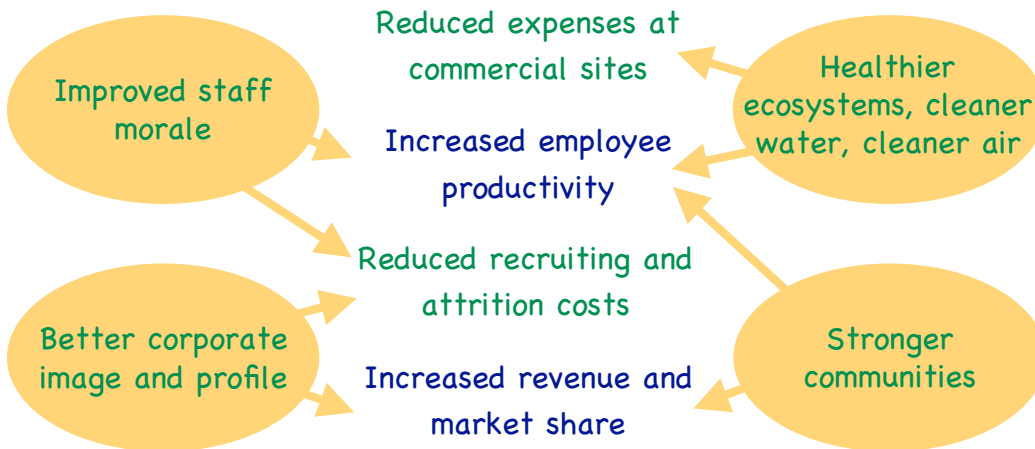 Improved staff
morale
Better corporate
image and profile
Reduced expenses at
commercial sites
Increased employee
productivity
Reduced recruiting and
attrition costs
Increased revenue and
market share
Healthier
ecosystems, cleaner
water, cleaner air
Stronger
communities